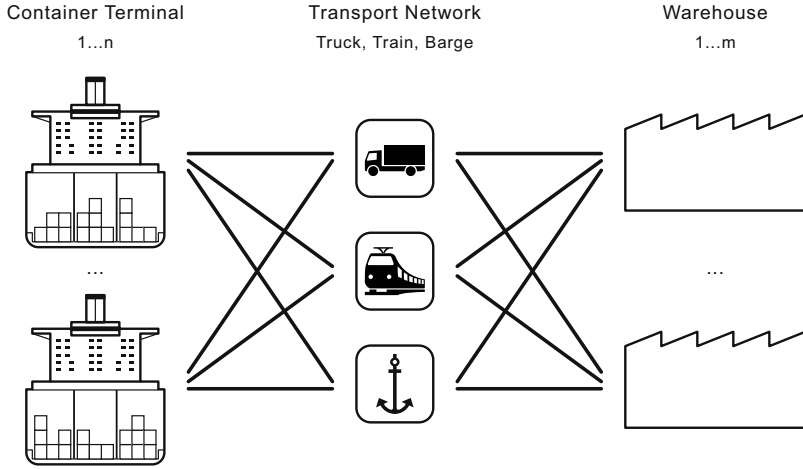 Container Terminal
1...n
Transport Network
Truck, Train, Barge
Warehouse
1...m
...
...